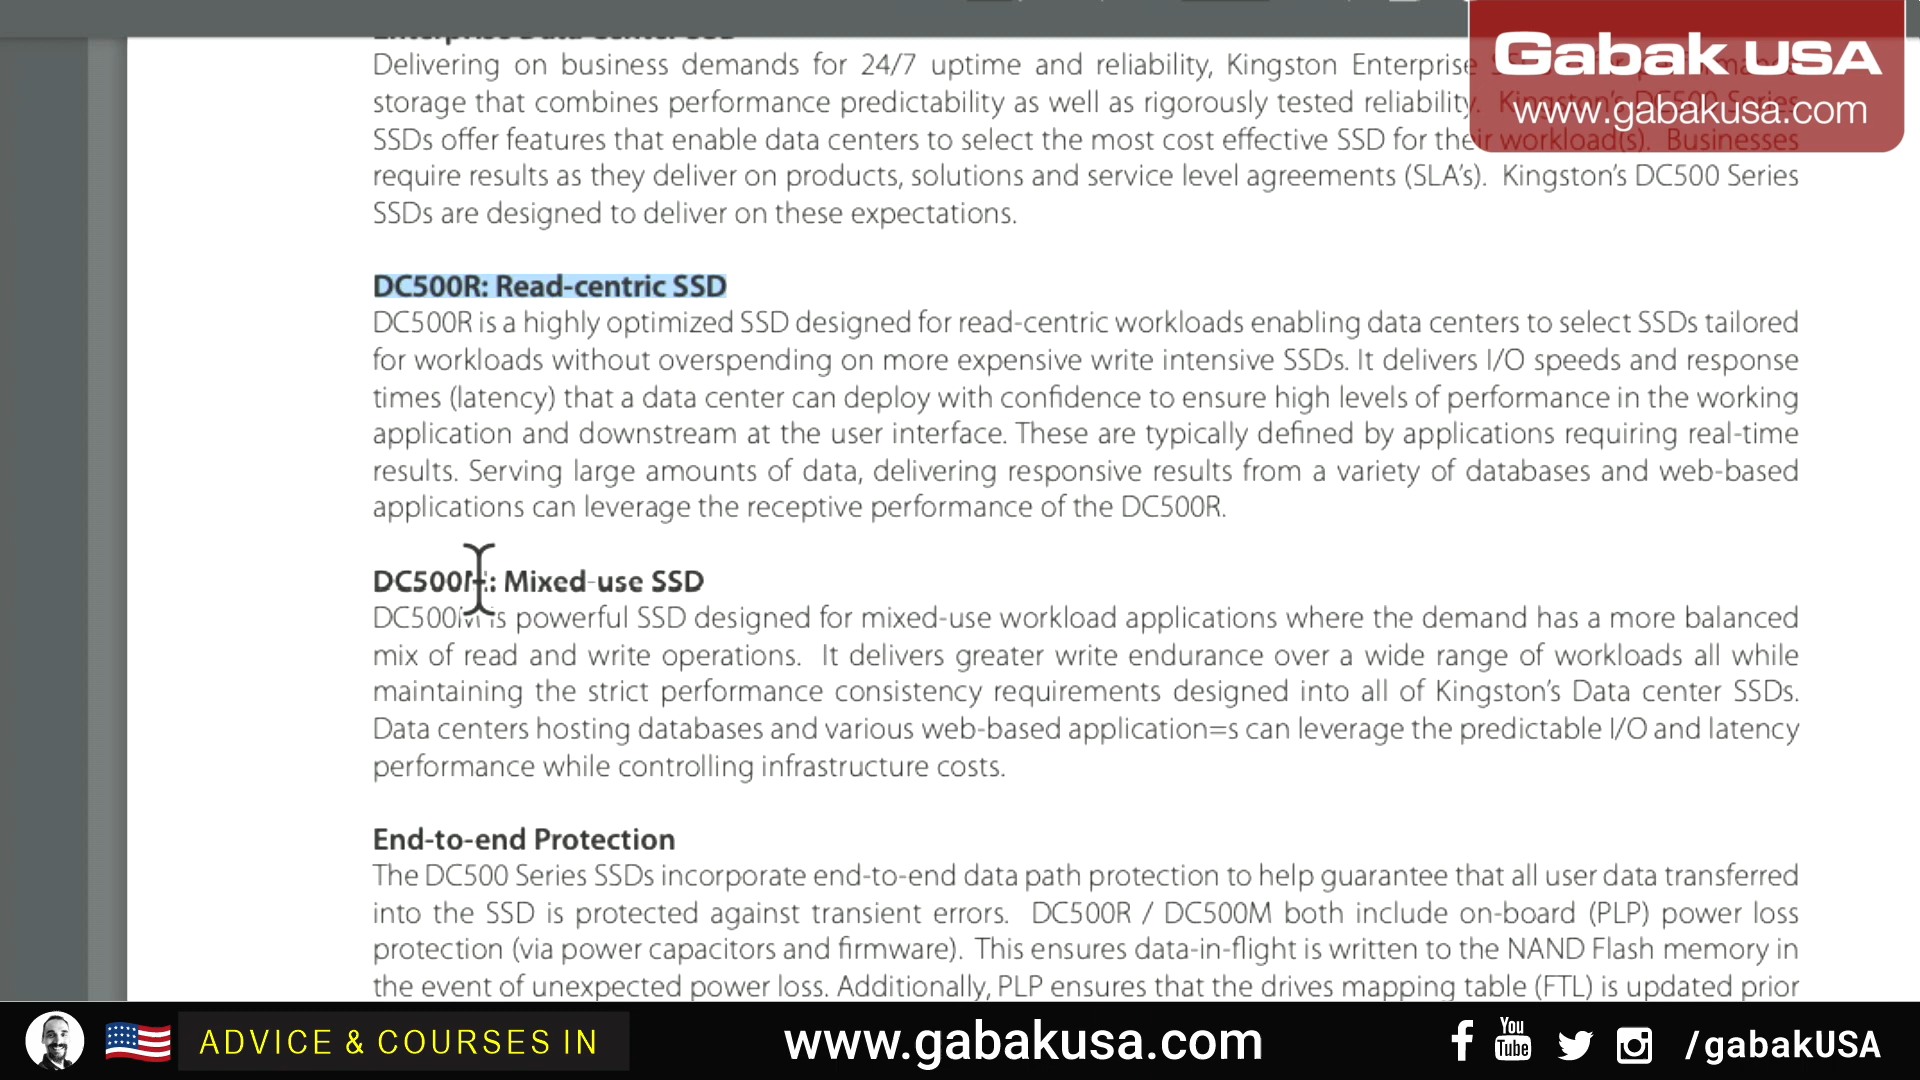 Enterprise Data Center SSD
Delivering on business demands for 24/7 uptime and reliability, Kingston Enterprise
storage that combines performance predictability as well as rigorously tested reliability. Kingston's DC500 Series
SSDs offer features that enable data centers to select the most cost effective SSD for their workload(s). Businesses
require results as they deliver on products, solutions and service level agreements (SLA's). Kingston's DC500 Series
SSDs are designed to deliver on these expectations.
Gabak USA
www.gabakusa.com
DC500R: Read-centric SSD
DC500R is a highly optimized SSD designed for read-centric workloads enabling data centers to select SSDs tailored
for workloads without overspending on more expensive write intensive SSDs. It delivers I/O speeds and response
times (latency) that a data center can deploy with confidence to ensure high levels of performance in the working
application and downstream at the user interface. These are typically defined by applications requiring real-time
results. Serving large amounts of data, delivering responsive results from a variety of databases and web-based
applications can leverage the receptive performance of the DC500R.
DC500M: Mixed-use SSD
DC500M is powerful SSD designed for mixed-use workload applications where the demand has a more balanced
mix of read and write operations. It delivers greater write endurance over a wide range of workloads all while
maintaining the strict performance consistency requirements designed into all of Kingston's Data center SSDs.
Data centers hosting databases and various web-based application=s can leverage the predictable I/O and latency
performance while controlling infrastructure costs.
End-to-end Protection
The DC500 Series SSDs incorporate end-to-end data path protection to help guarantee that all user data transferred
into the SSD is protected against transient errors. DC500R / DC500M both include on-board (PLP) power loss
protection (via power capacitors and firmware). This ensures data-in-flight is written to the NAND Flash memory in
the event of unexpected power loss. Additionally, PLP ensures that the drives mapping table (FTL) is updated prior
ADVICE & COURSES IN
www.gabakusa.com
You
Tube
/gabakUSA